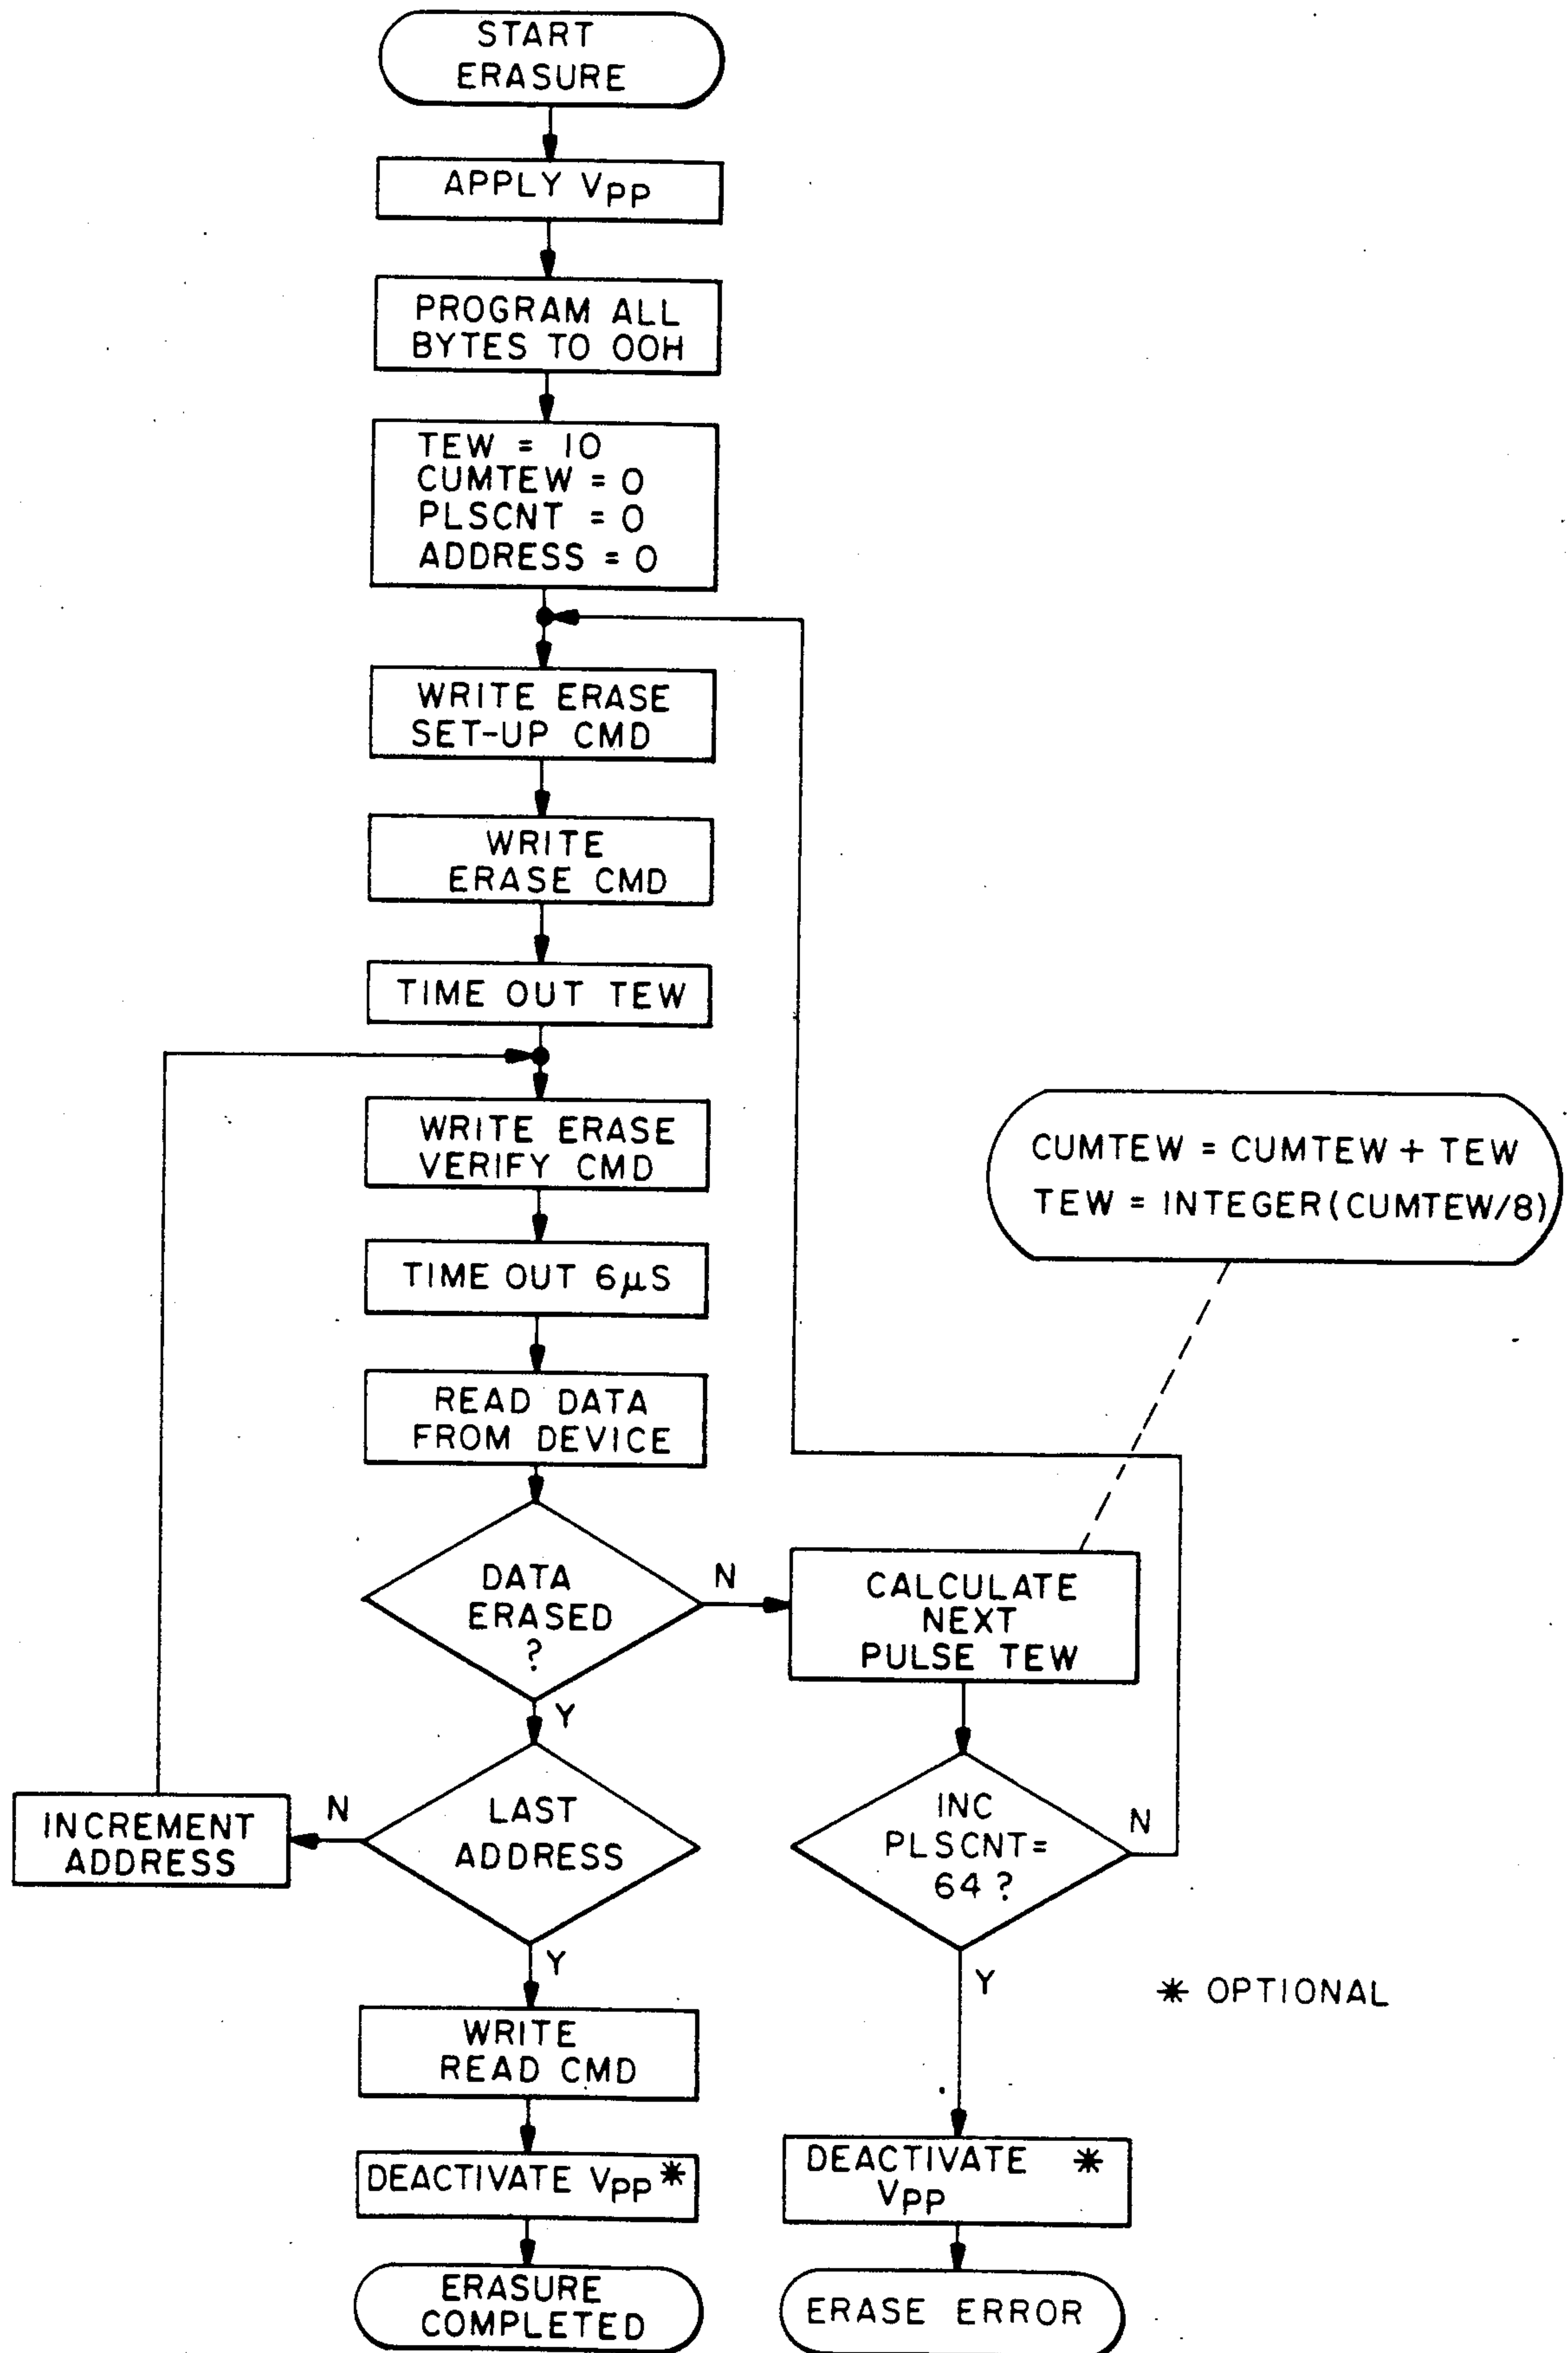 START
ERASURE
APPLY VPP
PROGRAM ALL
BYTES TO 00H
TEW = 10
CUMTEW = 0
PLSCNT = 0
ADDRESS = 0
WRITE ERASE
SET-UP CMD
WRITE
ERASE CMD
TIME OUT TEW
WRITE ERASE
VERIFY CMD
CUMTEW = CUMTEW + TEW
TEW = INTEGER(CUMTEW/8)
TIME OUT 6μS
READ DATA
FROM DEVICE
DATA
ERASED
?
N
CALCULATE
NEXT
PULSE TEW
Y
LAST
ADDRESS
N
INCREMENT
ADDRESS
INC
PLSCNT=
64 ?
N
Y
Y
* OPTIONAL
WRITE
READ CMD
DEACTIVATE VPP*
DEACTIVATE *
VPP
ERASURE
COMPLETED
ERASE ERROR